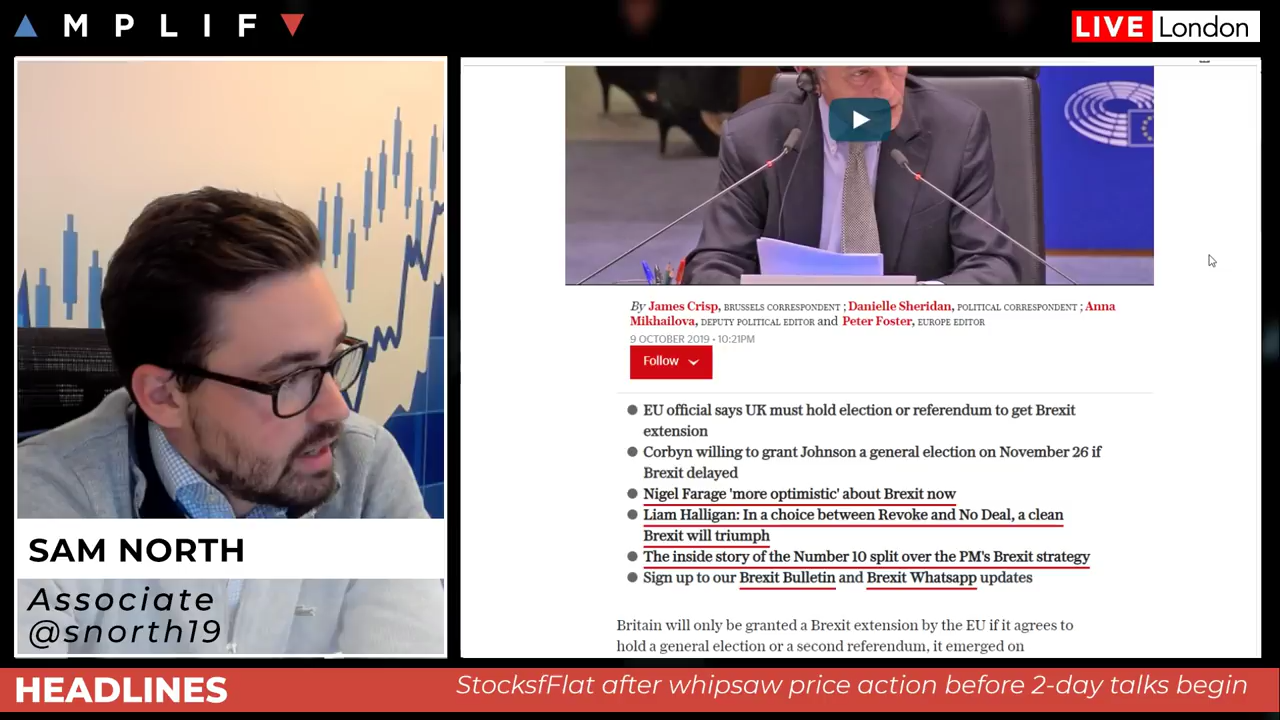 AMPLIFY
LIVE London
By James Crisp, BRUSSELS CORRESPONDENT ; Danielle Sheridan, POLITICAL CORRESPONDENT ; Anna
Mikhailova, DEPUTY POLITICAL EDITOR and Peter Foster, EUROPE EDITOR
9 OCTOBER 2019 • 10:21PM
Follow
EU official says UK must hold election or referendum to get Brexit
extension
Corbyn willing to grant Johnson a general election on November 26 if
Brexit delayed
Nigel Farage 'more optimistic' about Brexit now
Liam Halligan: In a choice between Revoke and No Deal, a clean
Brexit will triumph
The inside story of the Number 10 split over the PM's Brexit strategy
Sign up to our Brexit Bulletin and Brexit Whatsapp updates
Britain will only be granted a Brexit extension by the EU if it agrees to
hold a general election or a second referendum, it emerged on
SAM NORTH
Associate
@snorth19
HEADLINES
StocksfFlat after whipsaw price action before 2-day talks begin